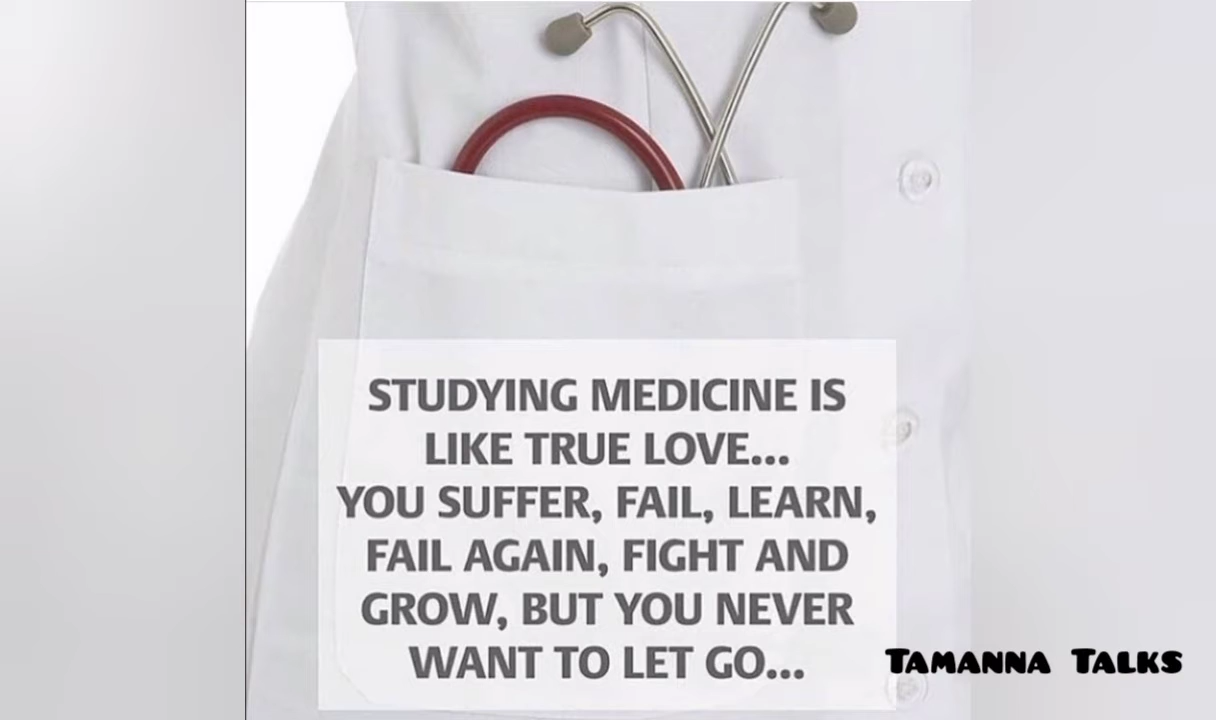 STUDYING MEDICINE IS
LIKE TRUE LOVE...
YOU SUFFER, FAIL, LEARN,
FAIL AGAIN, FIGHT AND
GROW, BUT YOU NEVER
WANT TO LET GO...
TAMANNA TALKS